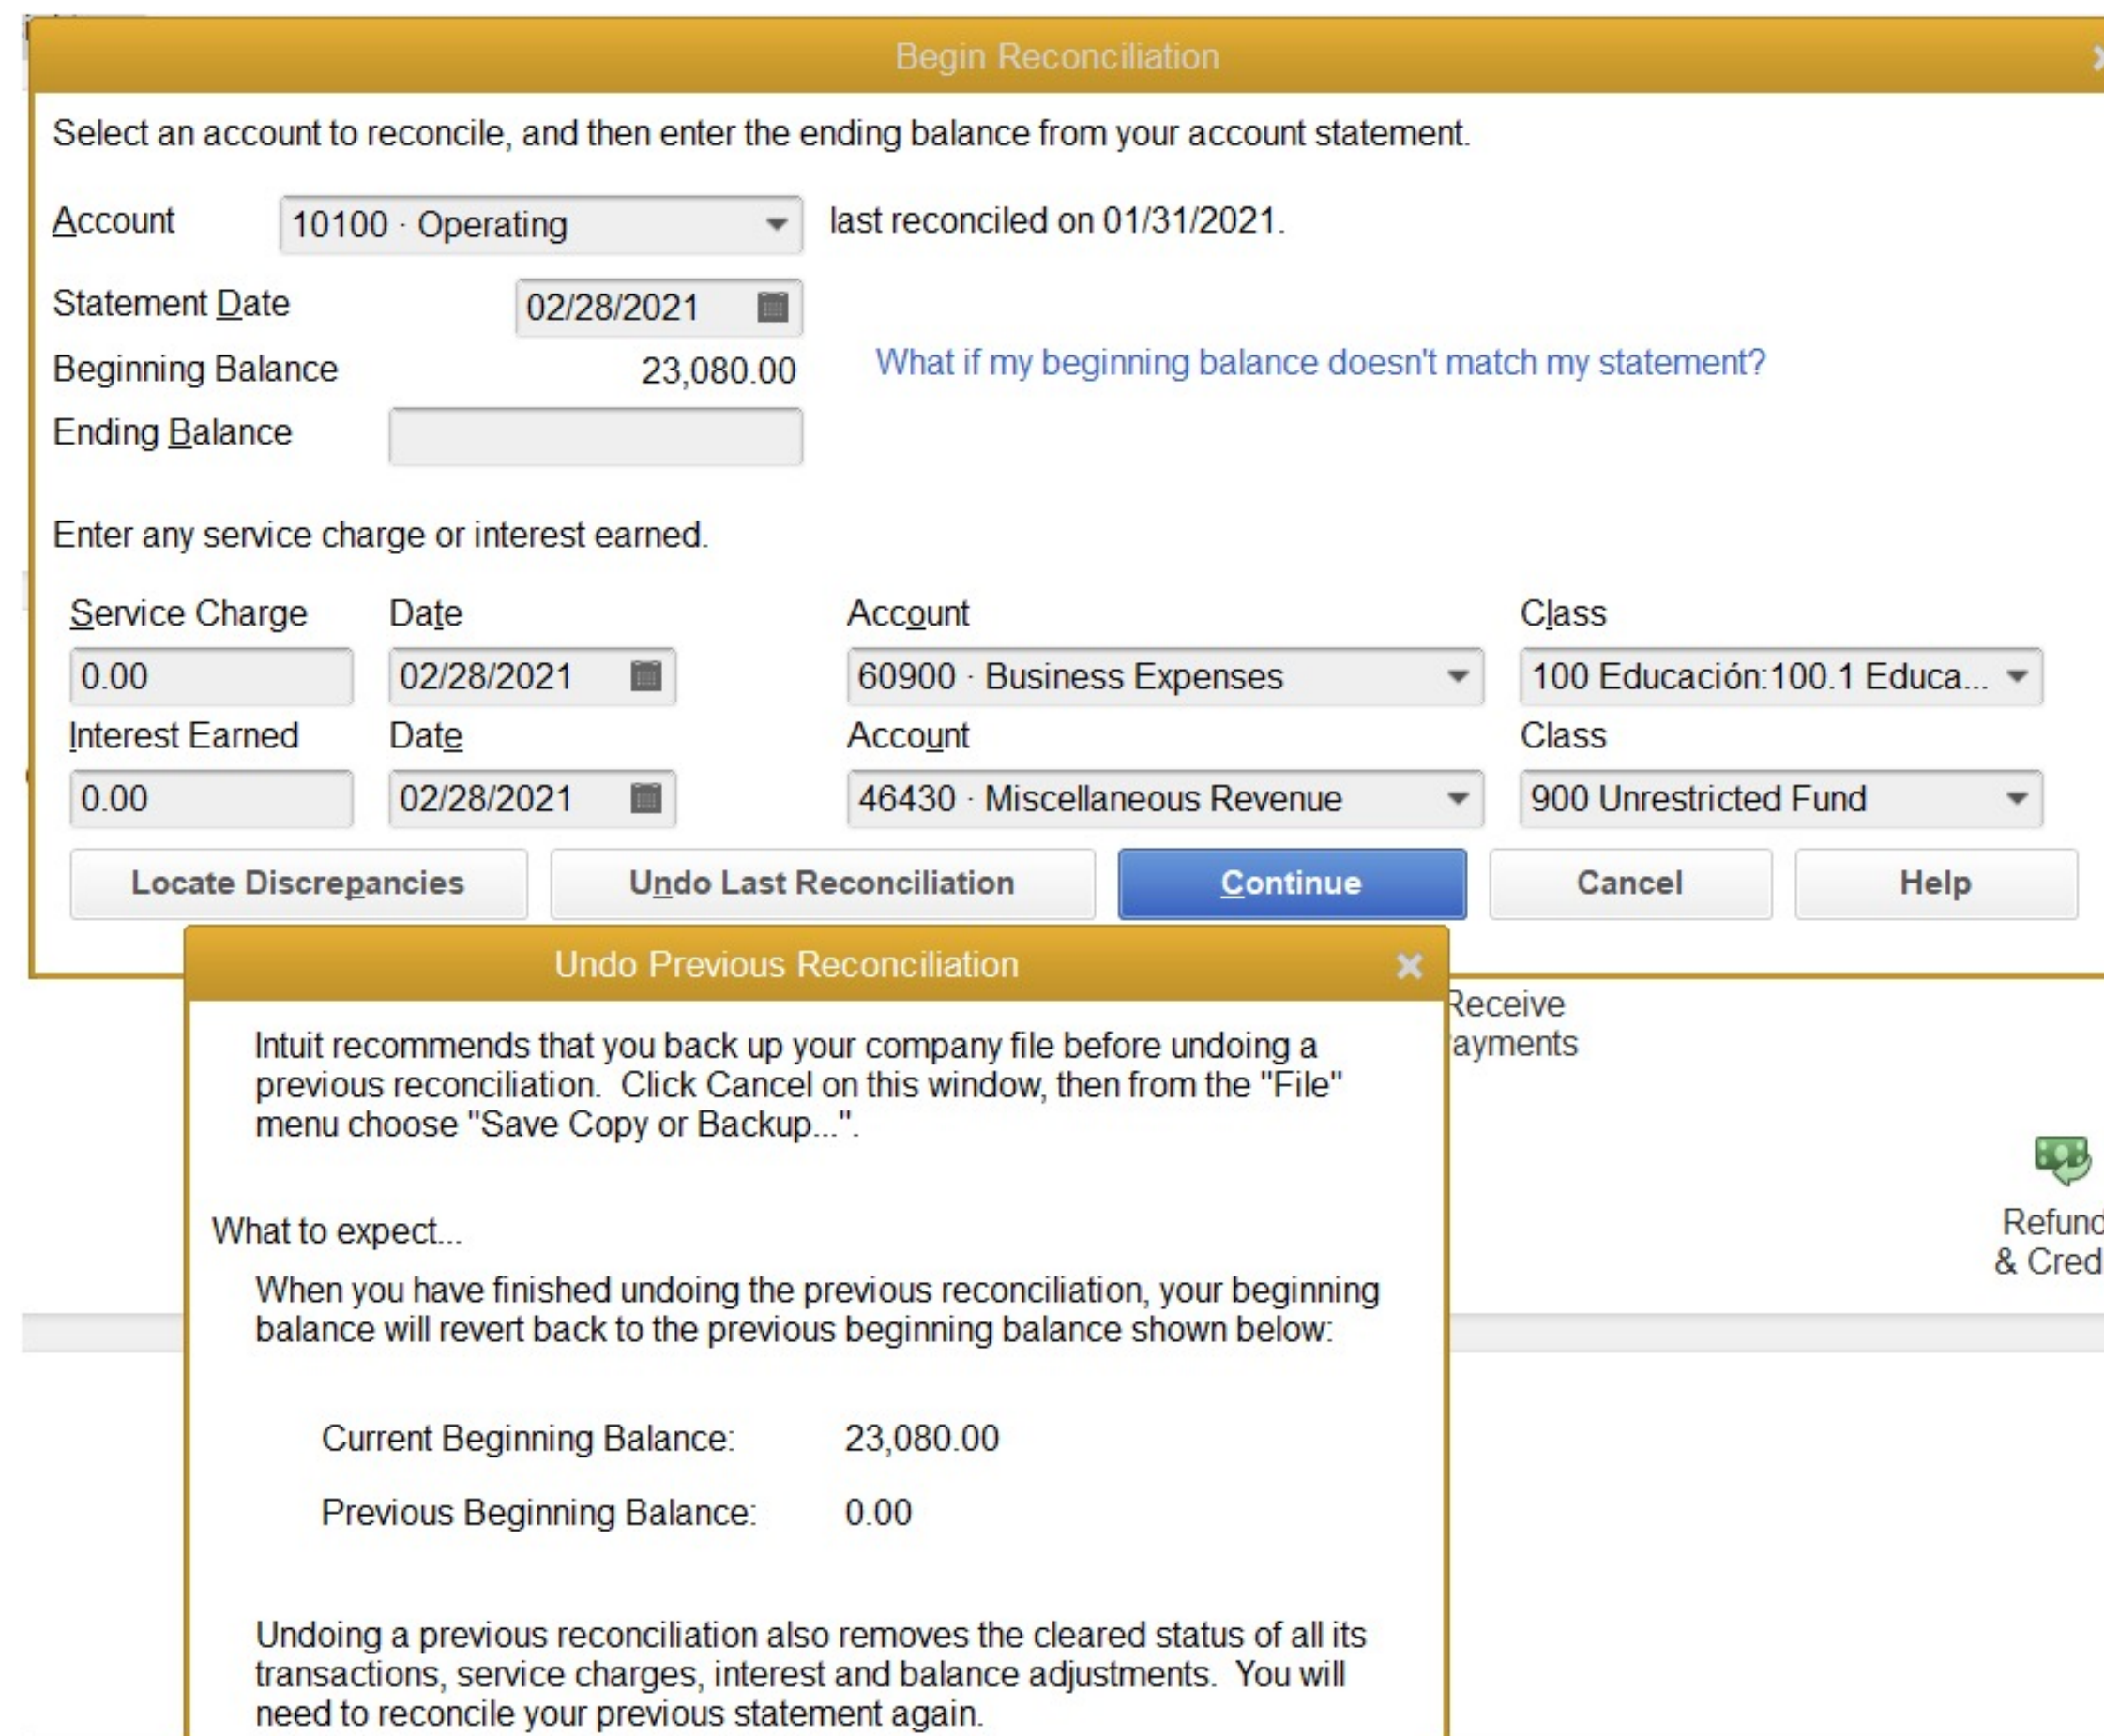 Begin Reconciliation
Select an account to reconcile, and then enter the ending balance from your account statement.
Account 10100 · Operating last reconciled on 01/31/2021.
Statement Date 02/28/2021
Beginning Balance 23,080.00 What if my beginning balance doesn't match my statement?
Ending Balance
Enter any service charge or interest earned.
Service Charge Date Account Class
0.00 02/28/2021 60900 · Business Expenses 100 Educación:100.1 Educa...
Interest Earned Date Account Class
0.00 02/28/2021 46430 · Miscellaneous Revenue 900 Unrestricted Fund
Locate Discrepancies Undo Last Reconciliation Continue Cancel Help
Undo Previous Reconciliation
Receive
ayments
Intuit recommends that you back up your company file before undoing a
previous reconciliation. Click Cancel on this window, then from the "File"
menu choose "Save Copy or Backup...".
Refund
& Cred
What to expect...
When you have finished undoing the previous reconciliation, your beginning
balance will revert back to the previous beginning balance shown below:
Current Beginning Balance: 23,080.00
Previous Beginning Balance: 0.00
Undoing a previous reconciliation also removes the cleared status of all its
transactions, service charges, interest and balance adjustments. You will
need to reconcile your previous statement again.